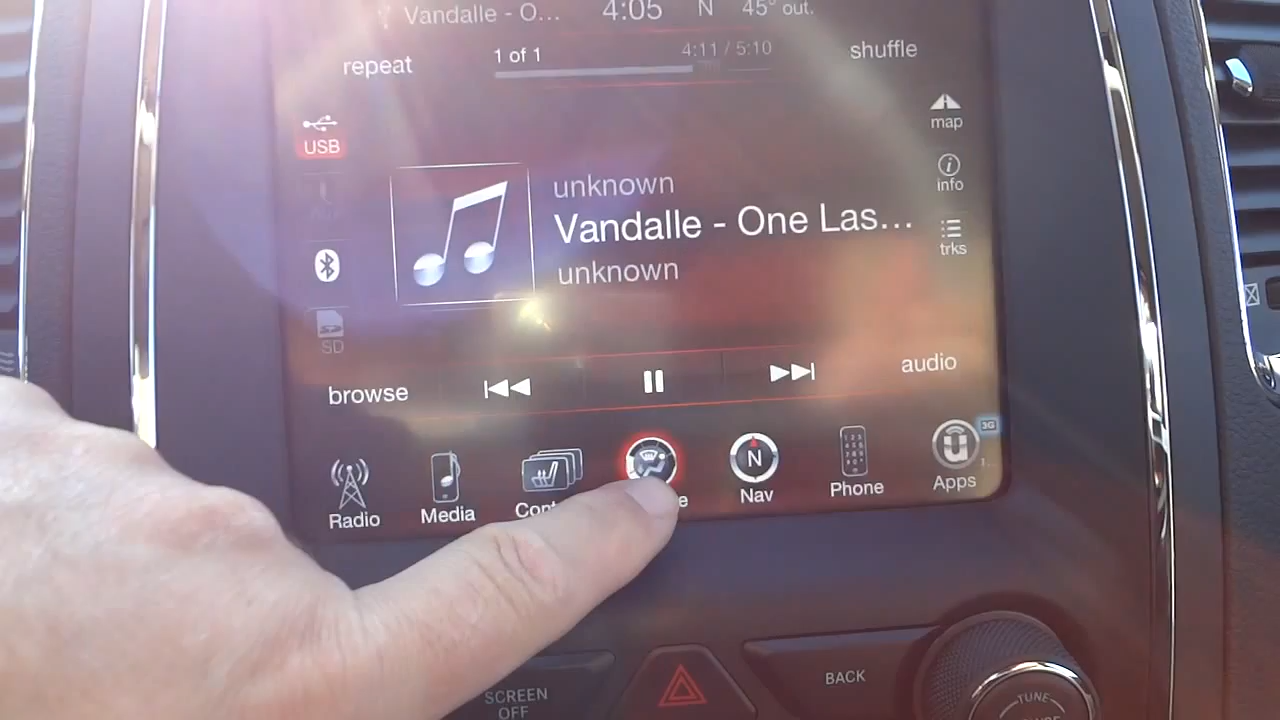 Vandalle - O... 4:05 N 45° out.
repeat 1 of 1 4:11 / 5:10 shuffle
USB
map
unknown
info
Vandalle - One Las...
trks
unknown
SD
browse audio
Radio Media Nav Phone Apps
N
3G
SCREEN OFF
BACK
TUNE